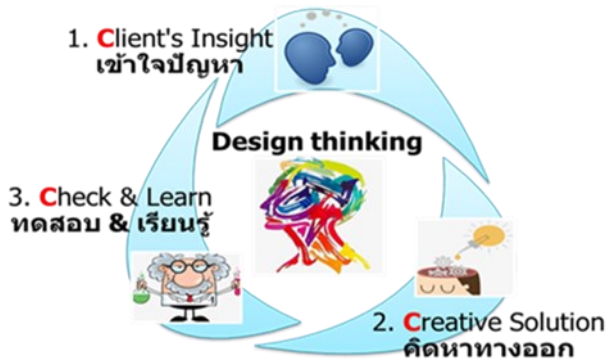 1. Client's Insight
เข้าใจปัญหา
Design thinking
3. Check & Learn
ทดสอบ & เรียนรู้
2. Creative Solution
คิดหาทางออก